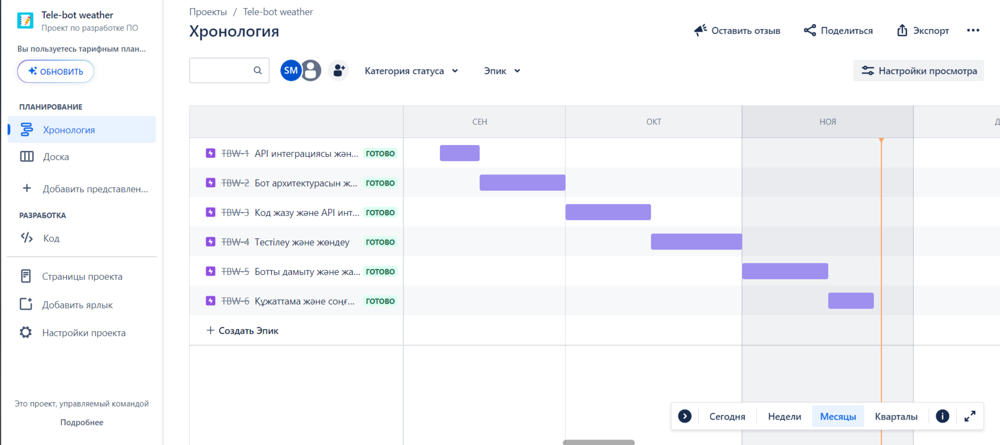 Tele-bot weather
Проект по разработке ПО
Вы пользуетесь тарифным план...
ОБНОВИТЬ
ПЛАНИРОВАНИЕ
Хронология
Доска
Добавить представлен...
РАЗРАБОТКА
Код
Страницы проекта
Добавить ярлык
Настройки проекта
Это проект, управляемый командой
Подробнее
Проекты / Tele-bot weather
Хронология
Оставить отзыв
Поделиться
Экспорт
SM
Категория статуса
Эпик
Настройки просмотра
СЕН ОКТ НОЯ Д
TBW-1 API интеграциясы жән... ГОТОВО
TBW-2 Бот архитектурасын ж... ГОТОВО
TBW-3 Код жазу және API инт... ГОТОВО
TBW-4 Тестілеу және жөндеу ГОТОВО
TBW-5 Ботты дамыту және жа... ГОТОВО
TBW-6 Құжаттама және соңғ... ГОТОВО
+ Создать Эпик
Сегодня Недели Месяцы Кварталы